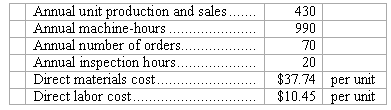 Annual unit production and sales....... 430
Annual machine-hours ...................... 990
Annual number of orders................... 70
Annual inspection hours.................... 20
Direct materials cost......................... $37.74 per unit
Direct labor cost............................... $10.45 per unit